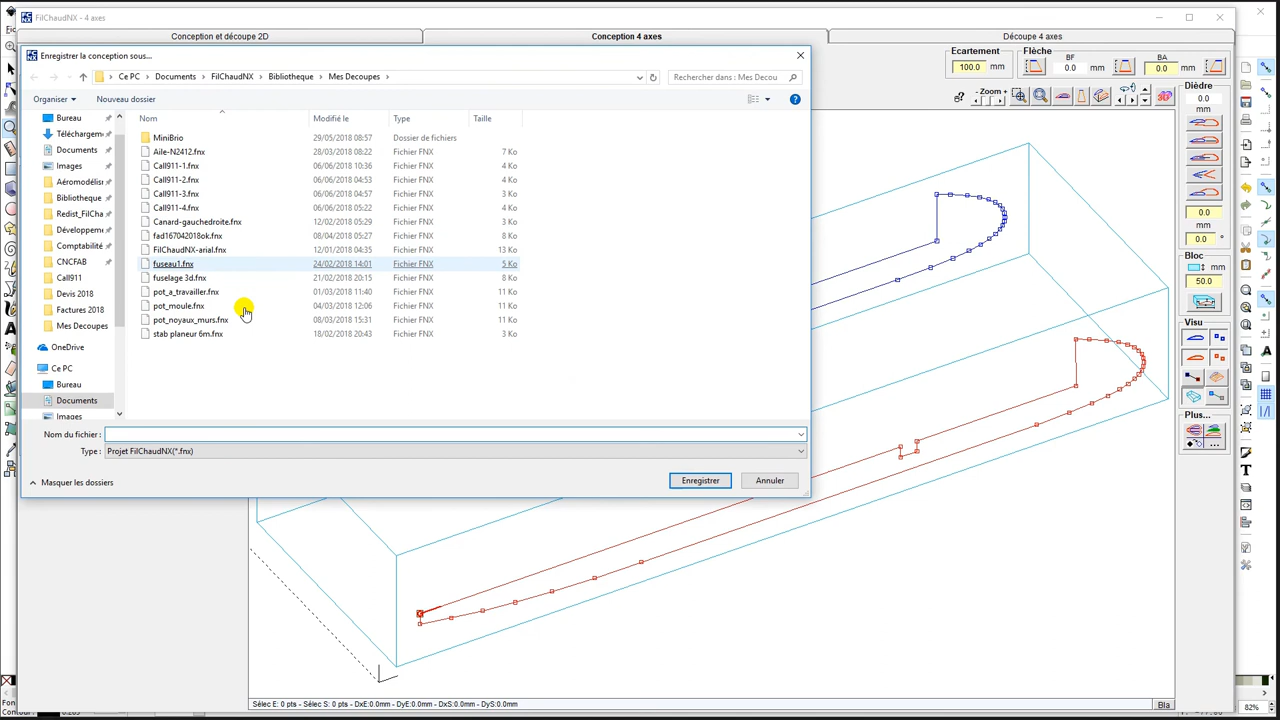 FilChaudNX - 4 axes
Conception et découpe 2D
Conception 4 axes
Découpe 4 axes
Enregistrer la conception sous...
Ce PC > Documents > FilChaudNX > Bibliotheque > Mes Decoupes >
Rechercher dans : Mes Decou
Organiser
Nouveau dossier
Nom
Modifié le
Type
Taille
MiniBrio 29/05/2018 08:57 Dossier de fichiers
Aile-N2412.fnx 28/03/2018 08:22 Fichier FNX 7 Ko
Call911-1.fnx 06/06/2018 10:36 Fichier FNX 4 Ko
Call911-2.fnx 06/06/2018 04:53 Fichier FNX 4 Ko
Call911-3.fnx 06/06/2018 04:57 Fichier FNX 3 Ko
Call911-4.fnx 06/06/2018 05:22 Fichier FNX 4 Ko
Canard-gauchedroite.fnx 12/02/2018 05:29 Fichier FNX 3 Ko
fad167042018ok.fnx 08/04/2018 05:27 Fichier FNX 8 Ko
FilChaudNX-arial.fnx 12/01/2018 04:35 Fichier FNX 13 Ko
fuseau1.fnx 24/02/2018 14:01 Fichier FNX 5 Ko
fuselage 3d.fnx 21/02/2018 20:15 Fichier FNX 8 Ko
pot_a_travailler.fnx 01/03/2018 11:40 Fichier FNX 11 Ko
pot_moule.fnx 04/03/2018 12:06 Fichier FNX 11 Ko
pot_noyaux_murs.fnx 08/03/2018 15:31 Fichier FNX 11 Ko
stab planeur 6m.fnx 18/02/2018 20:43 Fichier FNX 3 Ko
Bureau
Téléchargem
Documents
Images
Aéromodélis
Bibliotheque
Redist_FilCha
Développeme
Comptabilité
CNCFAB
Call911
Devis 2018
Factures 2018
Mes Decoupes
OneDrive
Ce PC
Bureau
Documents
Images
Nom du fichier :
Type : Projet FilChaudNX(*.fnx)
Masquer les dossiers
Enregistrer
Annuler
Ecartement
100.0 mm
Flèche
BF
0.0
mm
BA
0.0
mm
- Zoom +
3D
Dièdre
0.0
mm
0.0
mm
0.0 °
Bloc
mm
50.0
Visu
Plus...
...
Sélec E : 0 pts - Sélec S : 0 pts - DxE:0.0mm - DyE:0.0mm - DxS:0.0mm - DyS:0.0mm
Bla
82%